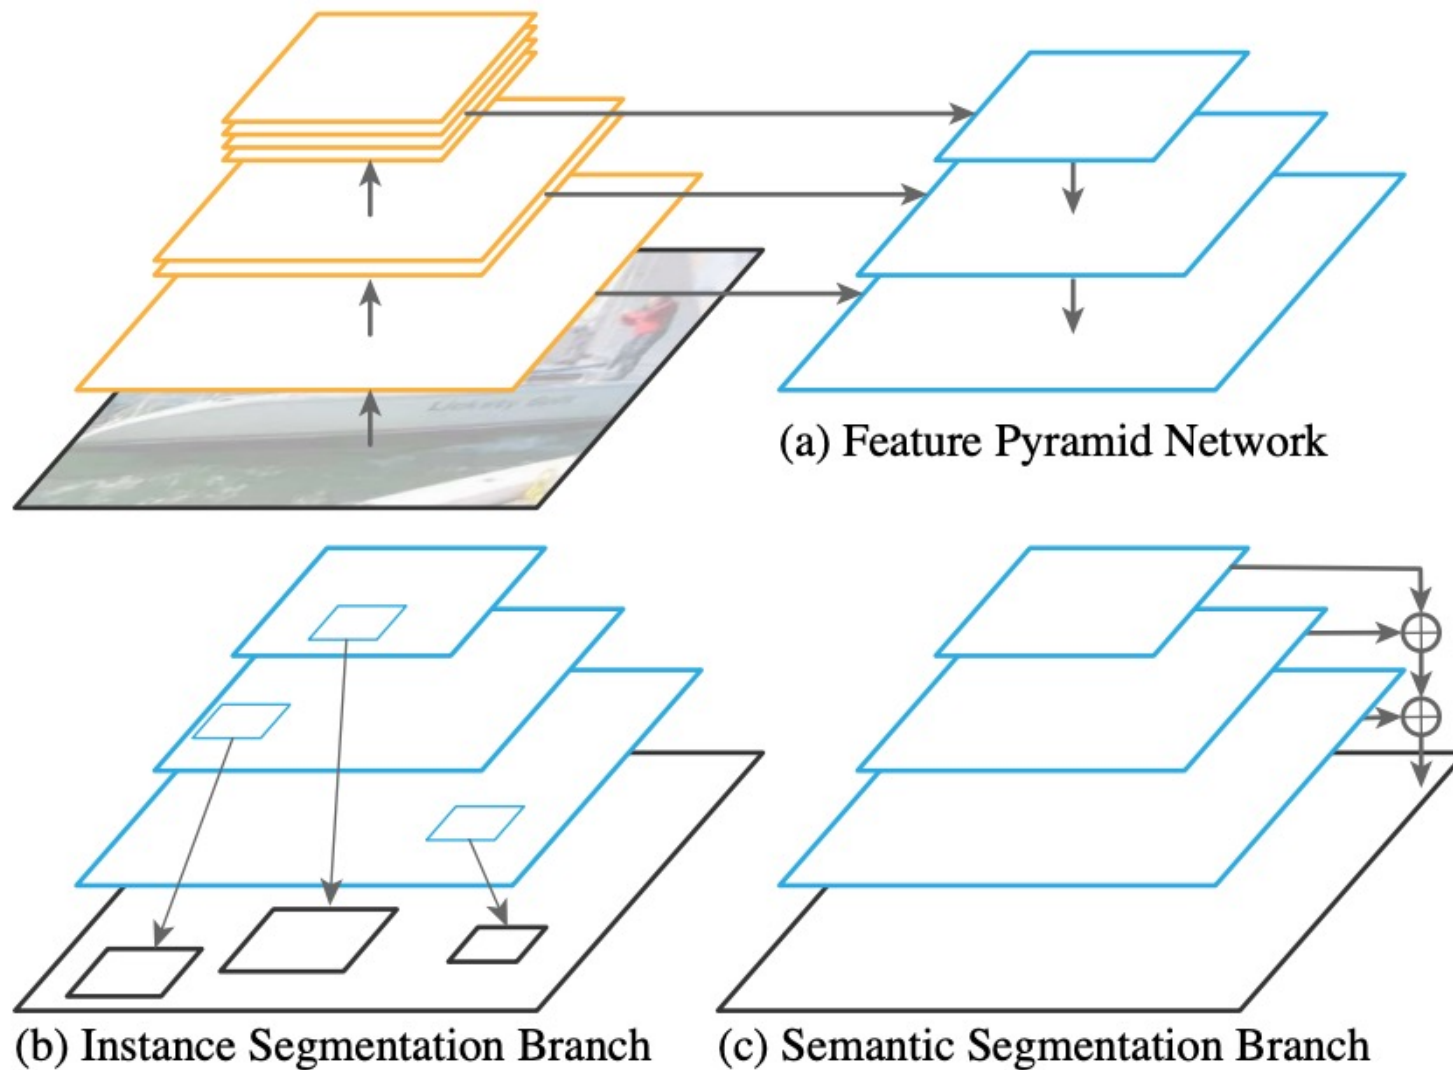 (a) Feature Pyramid Network
(b) Instance Segmentation Branch
(c) Semantic Segmentation Branch